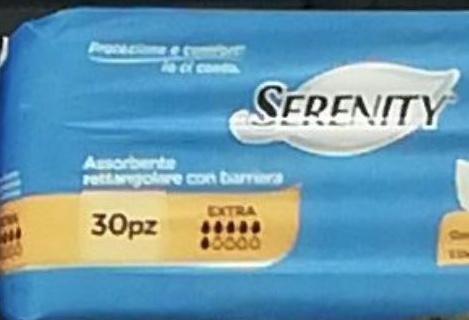 Protezione e comfort?
Io ci conto.
SERENITY
Assorbente
rettangolare con barriera
30pz
EXTRA